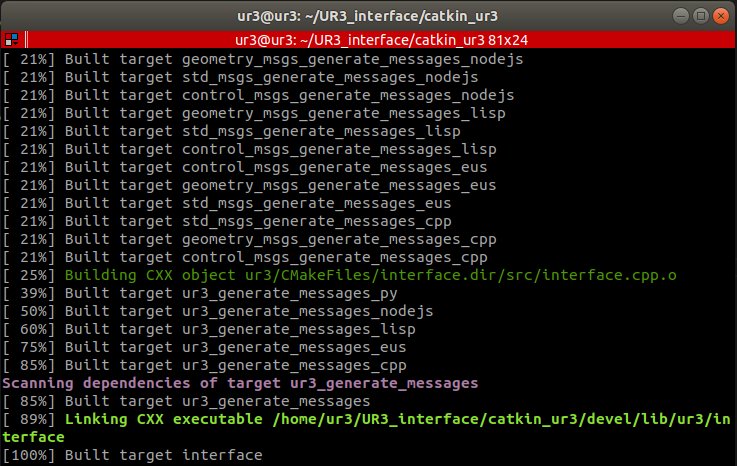 ur3@ur3: ~/UR3_interface/catkin_ur3
ur3@ur3: ~/UR3_interface/catkin_ur3 81x24
[ 21%] Built target geometry_msgs_generate_messages_nodejs
[ 21%] Built target std_msgs_generate_messages_nodejs
[ 21%] Built target control_msgs_generate_messages_nodejs
[ 21%] Built target geometry_msgs_generate_messages_lisp
[ 21%] Built target std_msgs_generate_messages_lisp
[ 21%] Built target control_msgs_generate_messages_lisp
[ 21%] Built target control_msgs_generate_messages_eus
[ 21%] Built target geometry_msgs_generate_messages_eus
[ 21%] Built target std_msgs_generate_messages_eus
[ 21%] Built target std_msgs_generate_messages_cpp
[ 21%] Built target geometry_msgs_generate_messages_cpp
[ 21%] Built target control_msgs_generate_messages_cpp
[ 25%] Building CXX object ur3/CMakeFiles/interface.dir/src/interface.cpp.o
[ 39%] Built target ur3_generate_messages_py
[ 50%] Built target ur3_generate_messages_nodejs
[ 60%] Built target ur3_generate_messages_lisp
[ 75%] Built target ur3_generate_messages_eus
[ 85%] Built target ur3_generate_messages_cpp
Scanning dependencies of target ur3_generate_messages
[ 85%] Built target ur3_generate_messages
[ 89%] Linking CXX executable /home/ur3/UR3_interface/catkin_ur3/devel/lib/ur3/in
terface
[100%] Built target interface